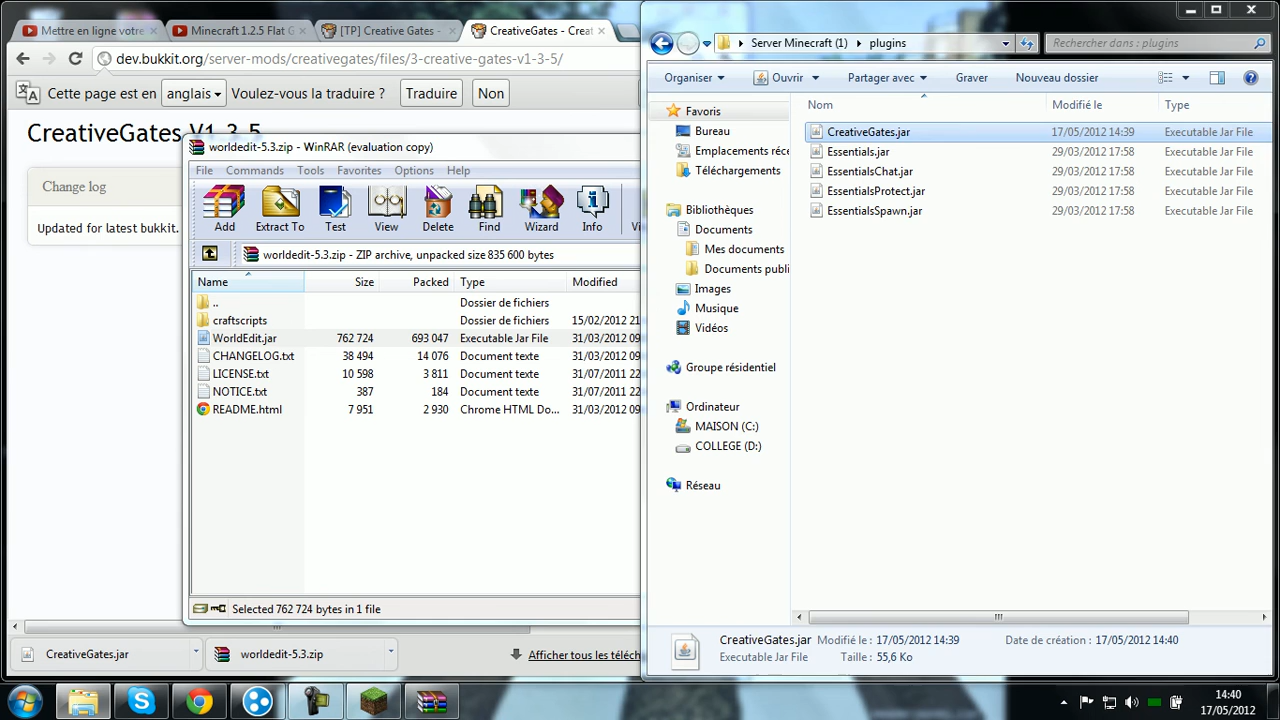 Mettre en ligne votre
Minecraft 1.2.5 Flat G
[TP] Creative Gates -
CreativeGates - Crea
dev.bukkit.org/server-mods/creativegates/files/3-creative-gates-v1-3-5/
Cette page est en
anglais
Voulez-vous la traduire ?
Traduire
Non
CreativeGates V1.3.5
Change log
Updated for latest bukkit.
worldedit-5.3.zip - WinRAR (evaluation copy)
File Commands Tools Favorites Options Help
Add Extract To Test View Delete Find Wizard Info
worldedit-5.3.zip - ZIP archive, unpacked size 835 600 bytes
Name Size Packed Type Modified
.. Dossier de fichiers
craftscripts Dossier de fichiers 15/02/2012 21
WorldEdit.jar 762 724 693 047 Executable Jar File 31/03/2012 09
CHANGELOG.txt 38 494 14 076 Document texte 31/03/2012 09
LICENSE.txt 10 598 3 811 Document texte 31/07/2011 22
NOTICE.txt 387 184 Document texte 31/07/2011 22
README.html 7 951 2 930 Chrome HTML Do... 31/03/2012 09
Selected 762 724 bytes in 1 file
CreativeGates.jar
worldedit-5.3.zip
Afficher tous les téléch
Server Minecraft (1) plugins
Rechercher dans : plugins
Organiser Ouvrir Partager avec Graver Nouveau dossier
Favoris
Bureau
Emplacements réce
Téléchargements
Bibliothèques
Documents
Mes documents
Documents publi
Images
Musique
Vidéos
Groupe résidentiel
Ordinateur
MAISON (C:)
COLLEGE (D:)
Réseau
Nom Modifié le Type
CreativeGates.jar 17/05/2012 14:39 Executable Jar File
Essentials.jar 29/03/2012 17:58 Executable Jar File
EssentialsChat.jar 29/03/2012 17:58 Executable Jar File
EssentialsProtect.jar 29/03/2012 17:58 Executable Jar File
EssentialsSpawn.jar 29/03/2012 17:58 Executable Jar File
CreativeGates.jar Modifié le : 17/05/2012 14:39 Date de création : 17/05/2012 14:40
Executable Jar File Taille : 55,6 Ko
14:40
17/05/2012